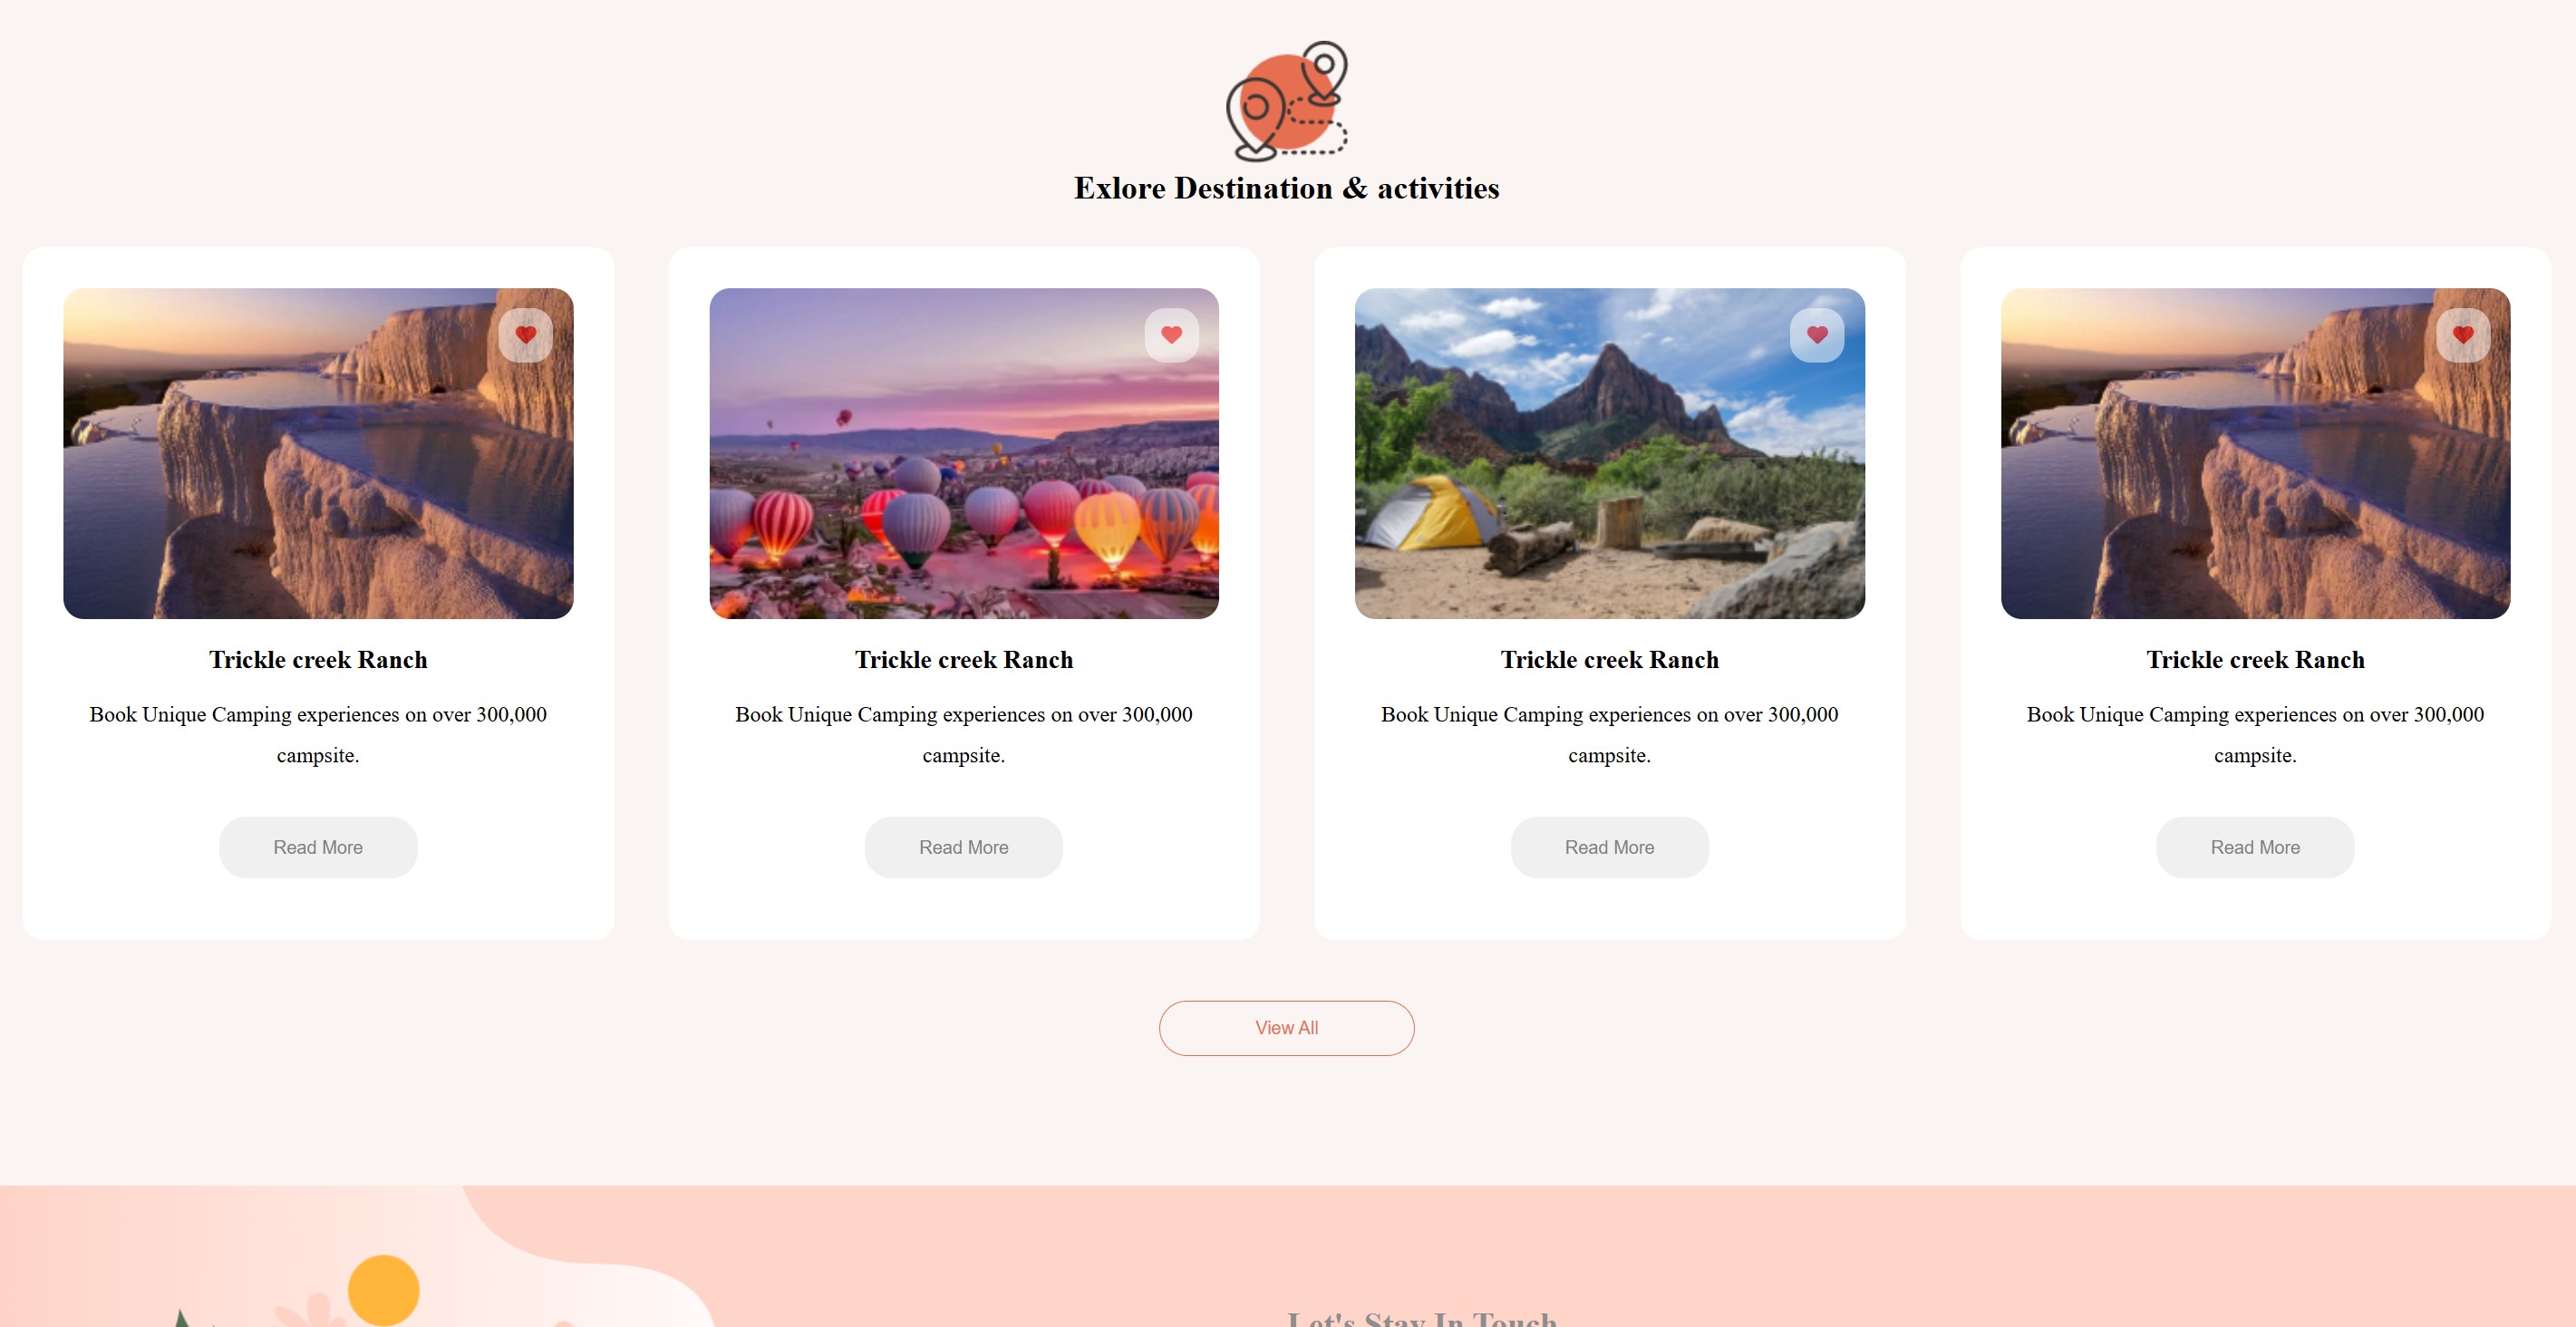 Exlore Destination & activities
Trickle creek Ranch
Book Unique Camping experiences on over 300,000
campsite.
Read More
Trickle creek Ranch
Book Unique Camping experiences on over 300,000
campsite.
Read More
Trickle creek Ranch
Book Unique Camping experiences on over 300,000
campsite.
Read More
Trickle creek Ranch
Book Unique Camping experiences on over 300,000
campsite.
Read More
View All
Let's Stay In Touch